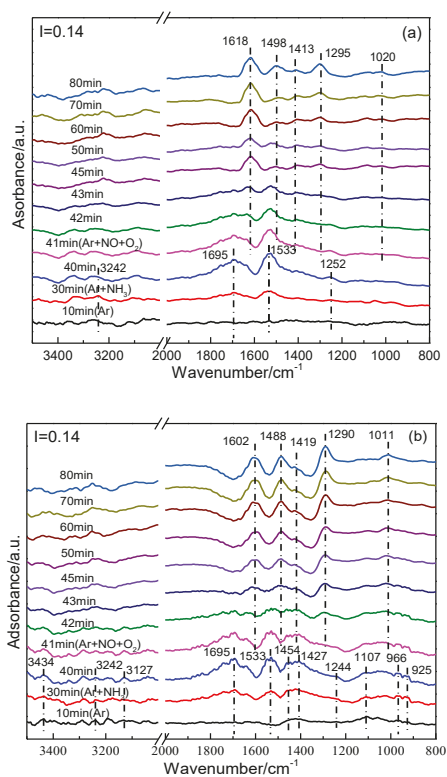 I=0.14
(a)
1618 1498 1413 1295 1020
80min
70min
60min
50min
45min
43min
42min
41min(Ar+NO+O2)
1695 1533 1252
40min 3242
30min(Ar+NH3)
10min(Ar)
Asorbance/a.u.
3400 3200 2000 1800 1600 1400 1200 1000 800
Wavenumber/cm-1
I=0.14
(b)
1602 1488 1419 1290 1011
80min
70min
60min
50min
45min
43min
42min
41min(Ar+NO+O2)
1695 1533 1454 1427 1244 1107 966 925
3434 40min 3242 3127
30min(Ar+NH3)
10min(Ar)
Adsorbance/a.u.
3400 3200 2000 1800 1600 1400 1200 1000 800
Wavenumber/cm-1